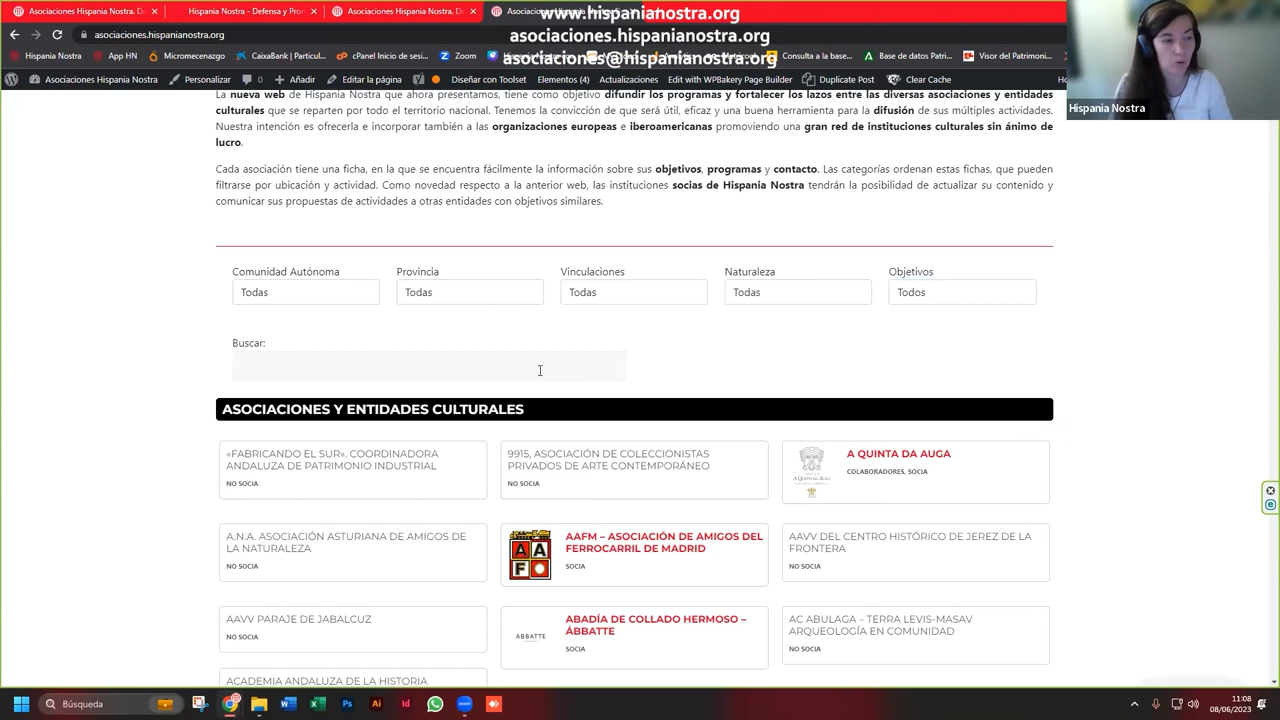 Asociaciones Hispania Nostra. De
Hispania Nostra - Defensa y Pro
Asociaciones Hispania Nostra. De
www.hispanianostra.org
asociaciones.hispanianostra.org
asociaciones@hispanianostra.org
Hispania Nostra
App HN
Micromecenazgo
CaixaBank | Particul...
cPanel Inicio de sesi...
Zoom
Consulta a la base...
Base de datos Patri...
Visor del Patrimoni...
Asociaciones Hispania Nostra
Personalizar
0
Añadir
Editar la página
Diseñar con Toolset
Elementor (6)
Actualizaciones
Edit with WPBakery Page Builder
Duplicate Post
Clear Cache
Ho
Hispania Nostra
La nueva web de Hispania Nostra que ahora presentamos, tiene como objetivo difundir los programas y fortalecer los lazos entre las diversas asociaciones y entidades
culturales que se reparten por todo el territorio nacional. Tenemos la convicción de que será útil, eficaz y una buena herramienta para la difusión de sus múltiples actividades.
Nuestra intención es ofrecerla e incorporar también a las organizaciones europeas e iberoamericanas promoviendo una gran red de instituciones culturales sin ánimo de
lucro.
Cada asociación tiene una ficha, en la que se encuentra fácilmente la información sobre sus objetivos, programas y contacto. Las categorías ordenan estas fichas, que pueden
filtrarse por ubicación y actividad. Como novedad respecto a la anterior web, las instituciones socias de Hispania Nostra tendrán la posibilidad de actualizar su contenido y
comunicar sus propuestas de actividades a otras entidades con objetivos similares.
Comunidad Autónoma
Provincia
Vinculaciones
Naturaleza
Objetivos
Todas
Todas
Todas
Todas
Todos
Buscar:
ASOCIACIONES Y ENTIDADES CULTURALES
«FABRICANDO EL SUR». COORDINADORA
ANDALUZA DE PATRIMONIO INDUSTRIAL
NO SOCIA
9915, ASOCIACIÓN DE COLECCIONISTAS
PRIVADOS DE ARTE CONTEMPORÁNEO
NO SOCIA
A QUINTA DA AUGA
A QUINTA DA AUGA
COLABORADORES, SOCIA
A.N.A. ASOCIACIÓN ASTURIANA DE AMIGOS DE
LA NATURALEZA
NO SOCIA
A A
F O
AAFM – ASOCIACIÓN DE AMIGOS DEL
FERROCARRIL DE MADRID
SOCIA
AAVV DEL CENTRO HISTÓRICO DE JEREZ DE LA
FRONTERA
NO SOCIA
AAVV PARAJE DE JABALCUZ
NO SOCIA
ÁBBATTE
ABADÍA DE COLLADO HERMOSO –
ÁBBATTE
SOCIA
AC ABULAGA – TERRA LEVIS-MASAV
ARQUEOLOGÍA EN COMUNIDAD
NO SOCIA
ACADEMIA ANDALUZA DE LA HISTORIA
Búsqueda
11:08
08/06/2023